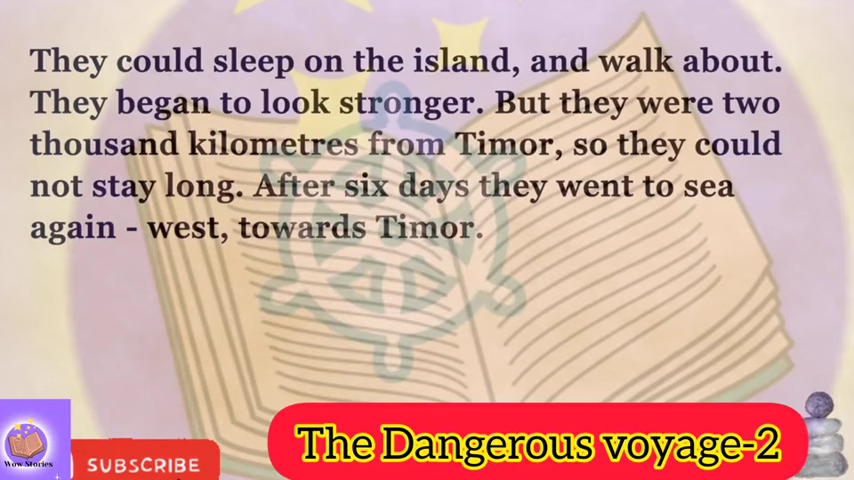 They could sleep on the island, and walk about.
They began to look stronger. But they were two
thousand kilometres from Timor, so they could
not stay long. After six days they went to sea
again - west, towards Timor.
The Dangerous voyage-2
Wow Stories
SUBSCRIBE